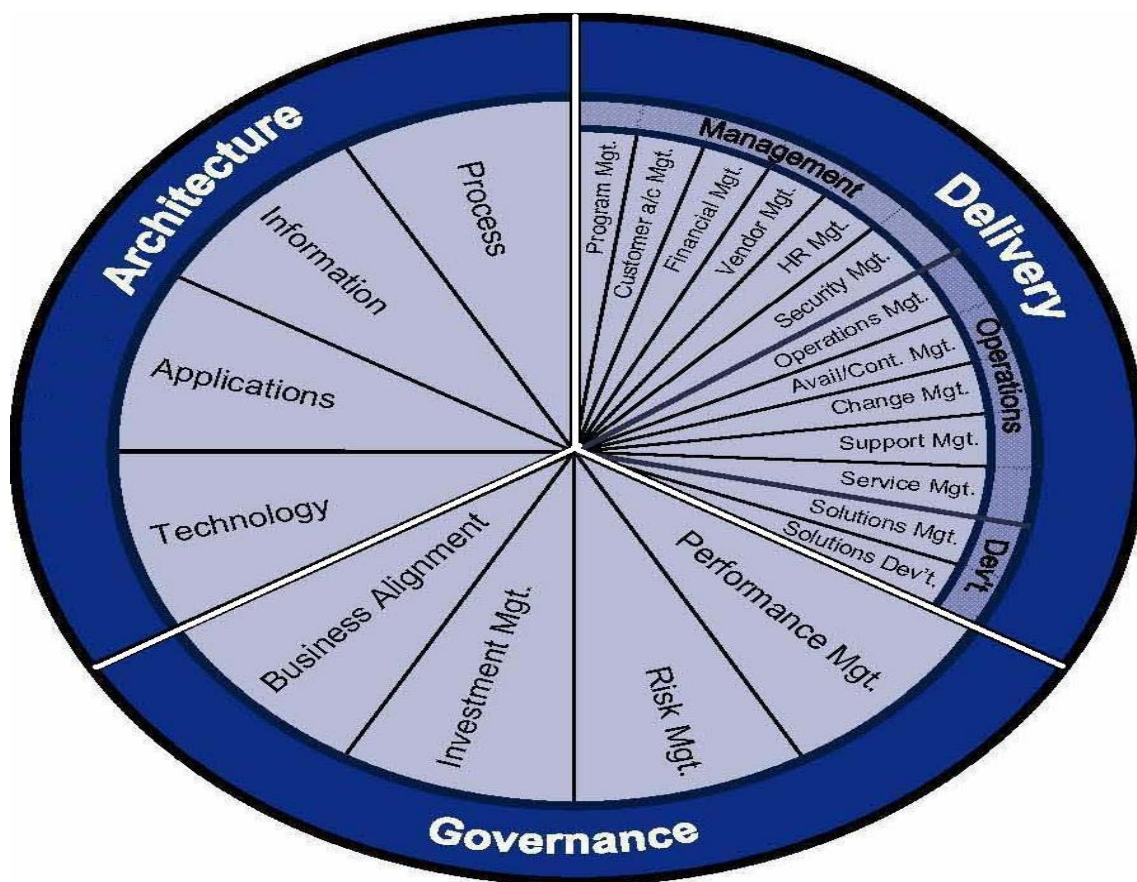 Architecture
Process
Information
Applications
Technology
Delivery
Management
Program Mgt.
Customer a/c Mgt.
Financial Mgt.
Vendor Mgt.
HR Mgt.
Security Mgt.
Operations
Operations Mgt.
Avail/Cont. Mgt.
Change Mgt.
Support Mgt.
Service Mgt.
Dev't
Solutions Mgt.
Solutions Dev't.
Governance
Business Alignment
Investment Mgt.
Risk Mgt.
Performance Mgt.